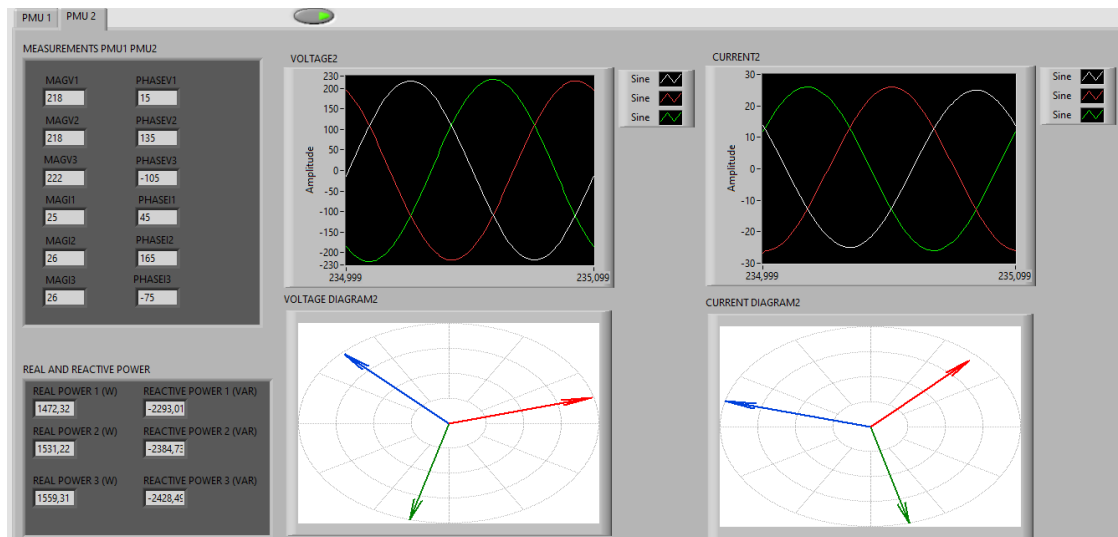 PMU 1 PMU 2
MEASUREMENTS PMU1 PMU2
MAGV1 PHASEV1
218 15
MAGV2 PHASEV2
218 135
MAGV3 PHASEV3
222 -105
MAGI1 PHASEI1
25 45
MAGI2 PHASEI2
26 165
MAGI3 PHASEI3
26 -75
REAL AND REACTIVE POWER
REAL POWER 1 (W) REACTIVE POWER 1 (VAR)
1472,32 -2293,01
REAL POWER 2 (W) REACTIVE POWER 2 (VAR)
1531,22 -2384,73
REAL POWER 3 (W) REACTIVE POWER 3 (VAR)
1559,31 -2428,49
VOLTAGE2
Amplitude
230
200
150
100
50
0
-50
-100
-150
-200
-230
234,999 235,099
Sine
Sine
Sine
VOLTAGE DIAGRAM2
CURRENT2
Amplitude
30
20
10
0
-10
-20
-30
234,999 235,099
Sine
Sine
Sine
CURRENT DIAGRAM2